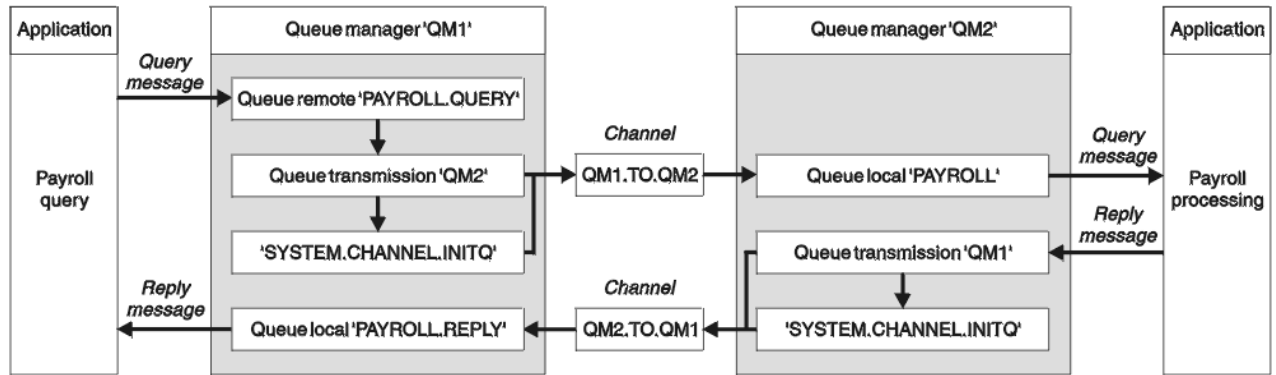 Application
Queue manager 'QM1'
Queue manager 'QM2'
Application
Query
message
Queue remote 'PAYROLL.QUERY'
Channel
Query
message
Payroll
query
Queue transmission 'QM2'
QM1.TO.QM2
Queue local 'PAYROLL'
Payroll
processing
Reply
message
'SYSTEM.CHANNEL.INITQ'
Queue transmission 'QM1'
Reply
message
Channel
Queue local 'PAYROLL.REPLY'
QM2.TO.QM1
'SYSTEM.CHANNEL.INITQ'